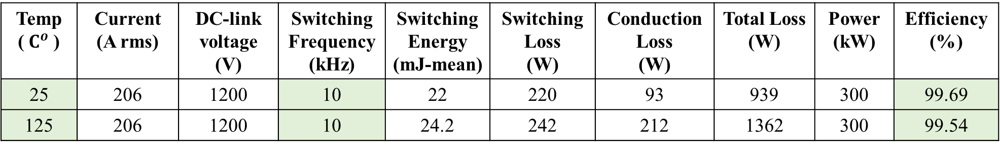 Temp (C° ) Current (A rms) DC-link voltage (V) Switching Frequency (kHz) Switching Energy (mJ-mean) Switching Loss (W) Conduction Loss (W) Total Loss (W) Power (kW) Efficiency (%)
25 206 1200 10 22 220 93 939 300 99.69
125 206 1200 10 24.2 242 212 1362 300 99.54